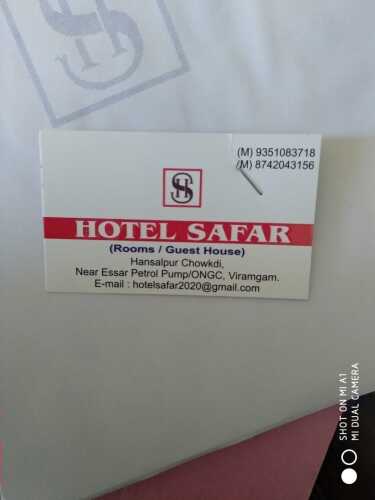 (M) 9351083718
(M) 8742043156
SH
HOTEL SAFAR
(Rooms / Guest House)
Hansalpur Chowkdi,
Near Essar Petrol Pump/ONGC, Viramgam.
E-mail : hotelsafar2020@gmail.com
SHOT ON MI A1
MI DUAL CAMERA